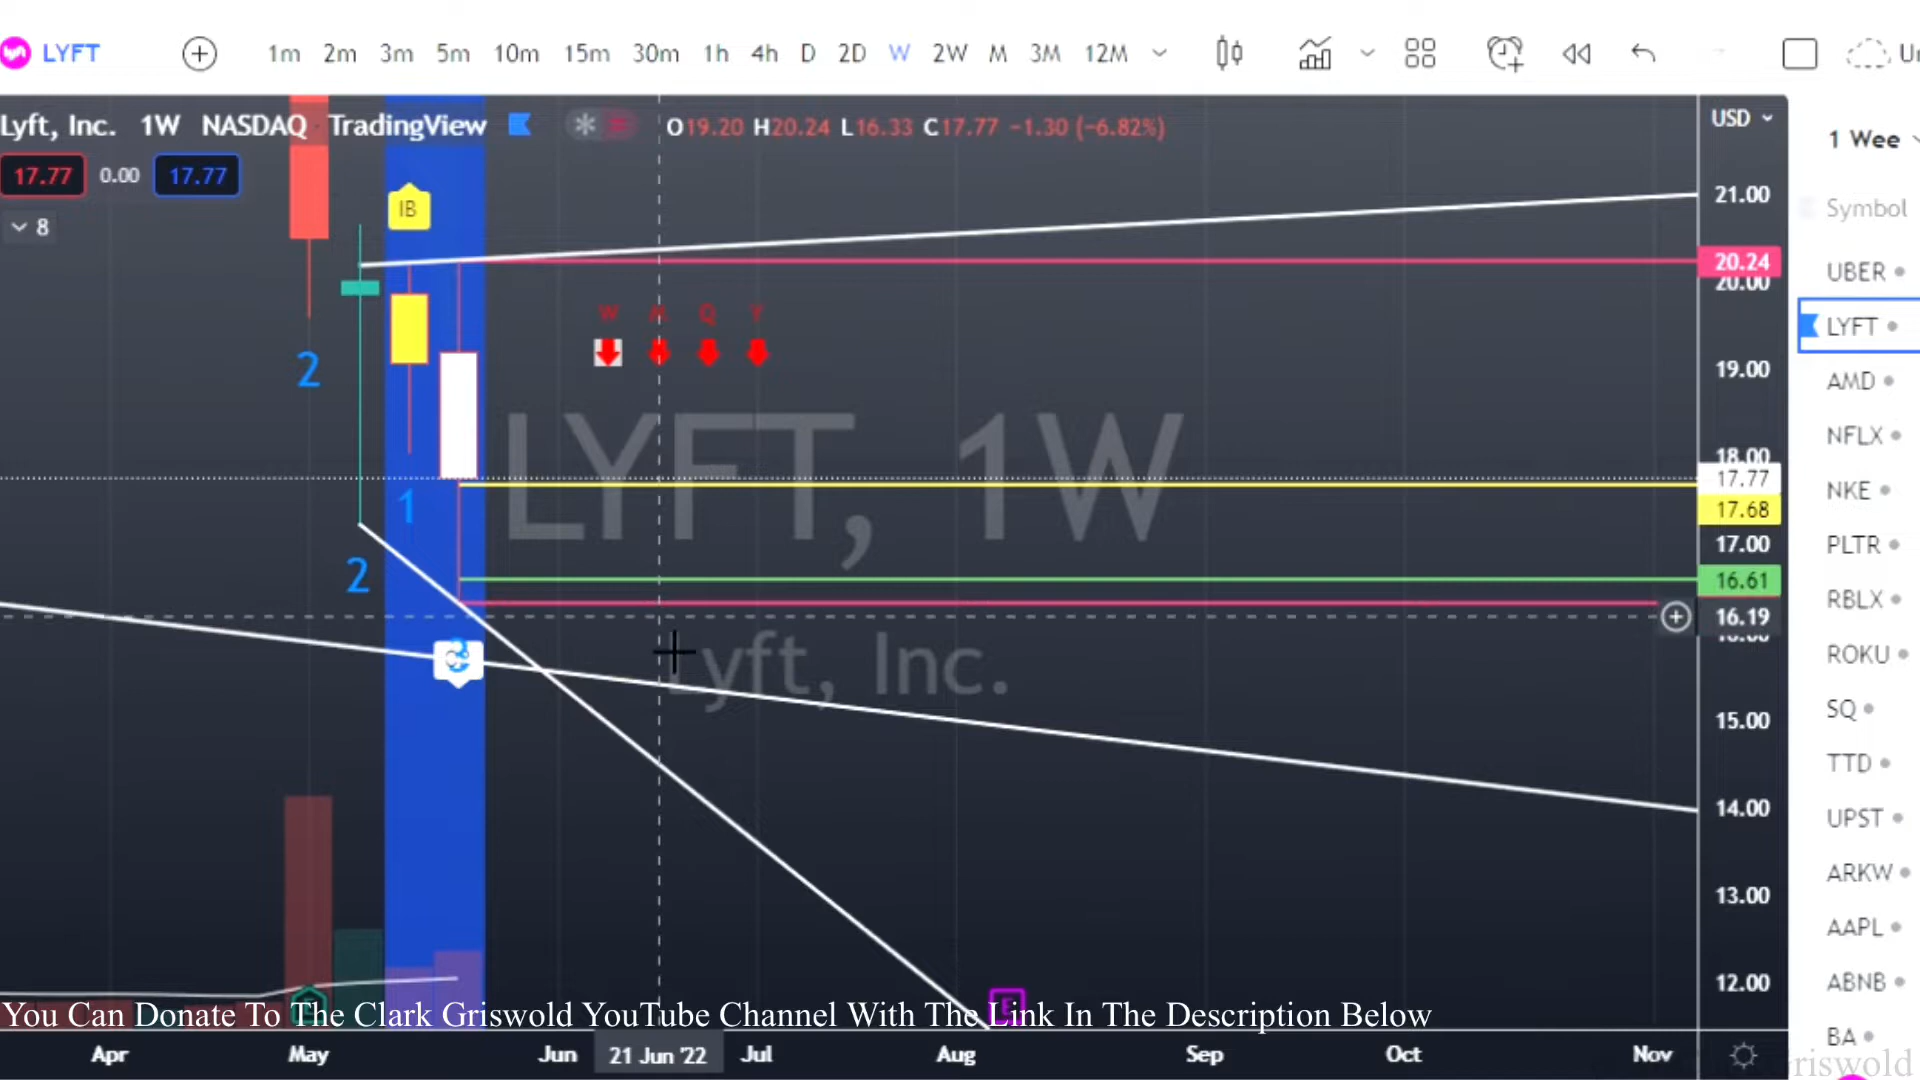 LYFT 1m 2m 3m 5m 10m 15m 30m 1h 4h D 2D W 2W M 3M 12M
Lyft, Inc. 1W NASDAQ TradingView O19.20 H20.24 L16.33 C17.77 −1.30 (−6.82%)
USD
1 Wee
17.77 0.00 17.77
8
Symbol
IB
21.00
20.24
20.00
UBER
W M Q Y
LYFT
2
19.00
AMD
LYFT, 1W
NFLX
18.00
17.77
NKE
1
17.68
17.00
PLTR
2
16.61
RBLX
16.19
Lyft, Inc.
ROKU
15.00
SQ
TTD
14.00
UPST
13.00
ARKW
AAPL
12.00
ABNB
You Can Donate To The Clark Griswold YouTube Channel With The Link In The Description Below
BA
Apr May Jun 21 Jun '22 Jul Aug Sep Oct Nov
riswold